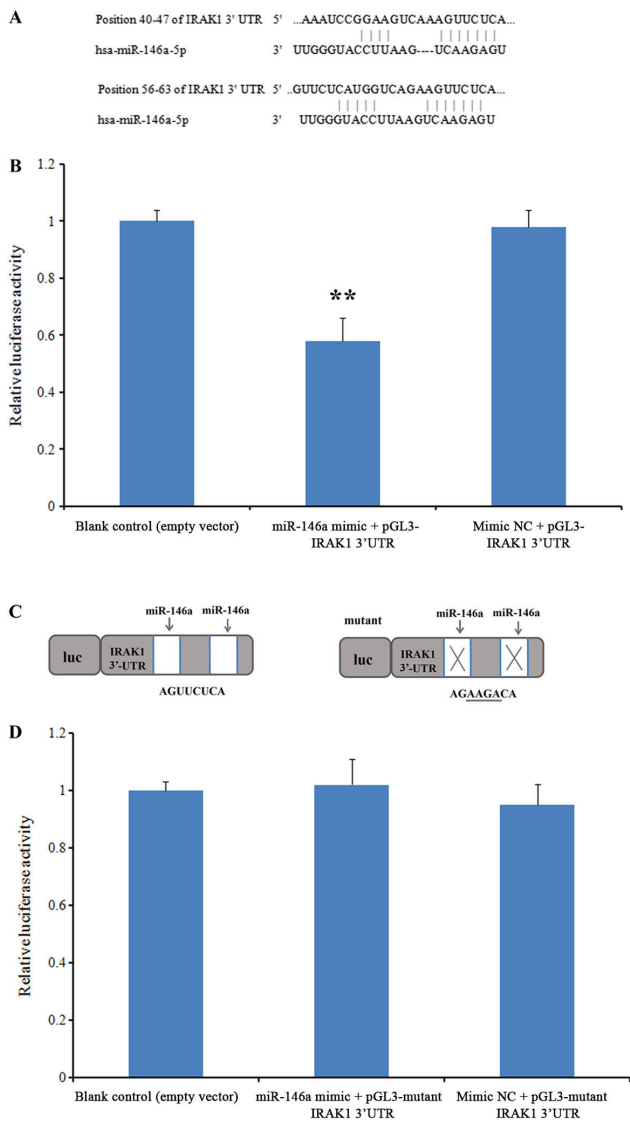 A
Position 40-47 of IRAK1 3' UTR 5' ...AAAUCCGGAAGUCAAAGUUCUCA...
hsa-miR-146a-5p 3' UUGGGUACCUUAAG----UCAAGAGU
Position 56-63 of IRAK1 3' UTR 5' ..GUUCUCAUGGUCAGAAGUUCUCA...
hsa-miR-146a-5p 3' UUGGGUACCUUAAGUCAAGAGU
B
1.2
1
0.8
0.6
0.4
0.2
0
Relative luciferase activity
**
Blank control (empty vector)
miR-146a mimic + pGL3-
IRAK1 3'UTR
Mimic NC + pGL3-
IRAK1 3'UTR
C
miR-146a miR-146a
luc
IRAK1
3'-UTR
AGUUCUCA
mutant
miR-146a miR-146a
luc
IRAK1
3'-UTR
AGAAGACA
D
1.2
1
0.8
0.6
0.4
0.2
0
Relative luciferase activity
Blank control (empty vector)
miR-146a mimic + pGL3-mutant
IRAK1 3'UTR
Mimic NC + pGL3-mutant
IRAK1 3'UTR